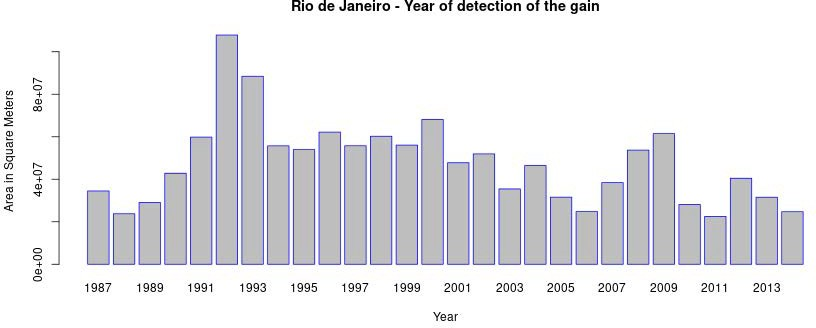 Rio de Janeiro - Year of detection of the gain
Area in Square Meters
8e+07
4e+07
0e+00
1987 1989 1991 1993 1995 1997 1999 2001 2003 2005 2007 2009 2011 2013
Year